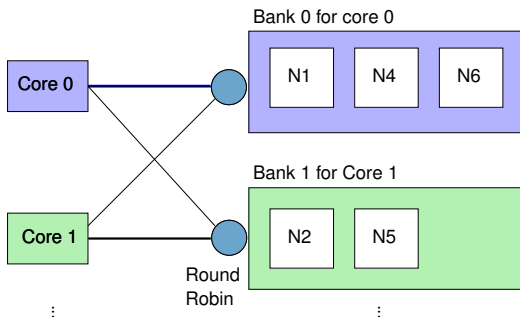 Bank 0 for core 0
Core 0
N1
N4
N6
Bank 1 for Core 1
Core 1
N2
N5
Round
Robin
...
...